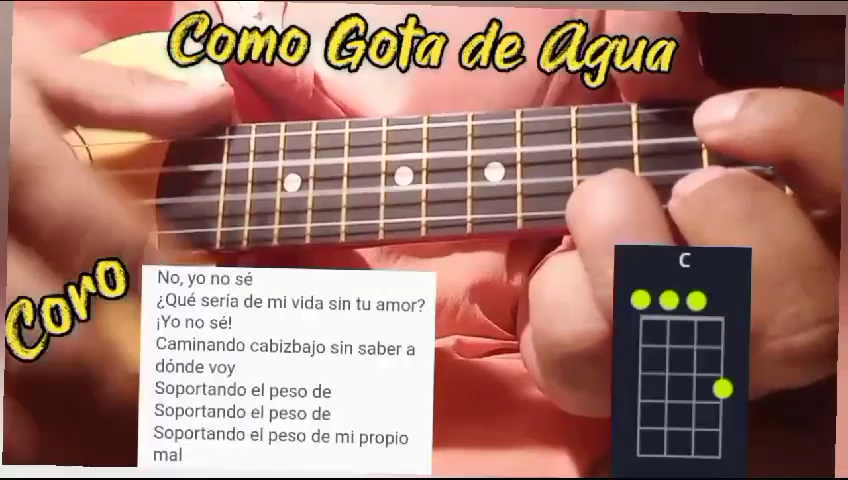 Como Gota de Agua
Coro
No, yo no sé
¿Qué sería de mi vida sin tu amor?
¡Yo no sé!
Caminando cabizbajo sin saber a
dónde voy
Soportando el peso de
Soportando el peso de
Soportando el peso de mi propio
mal
C